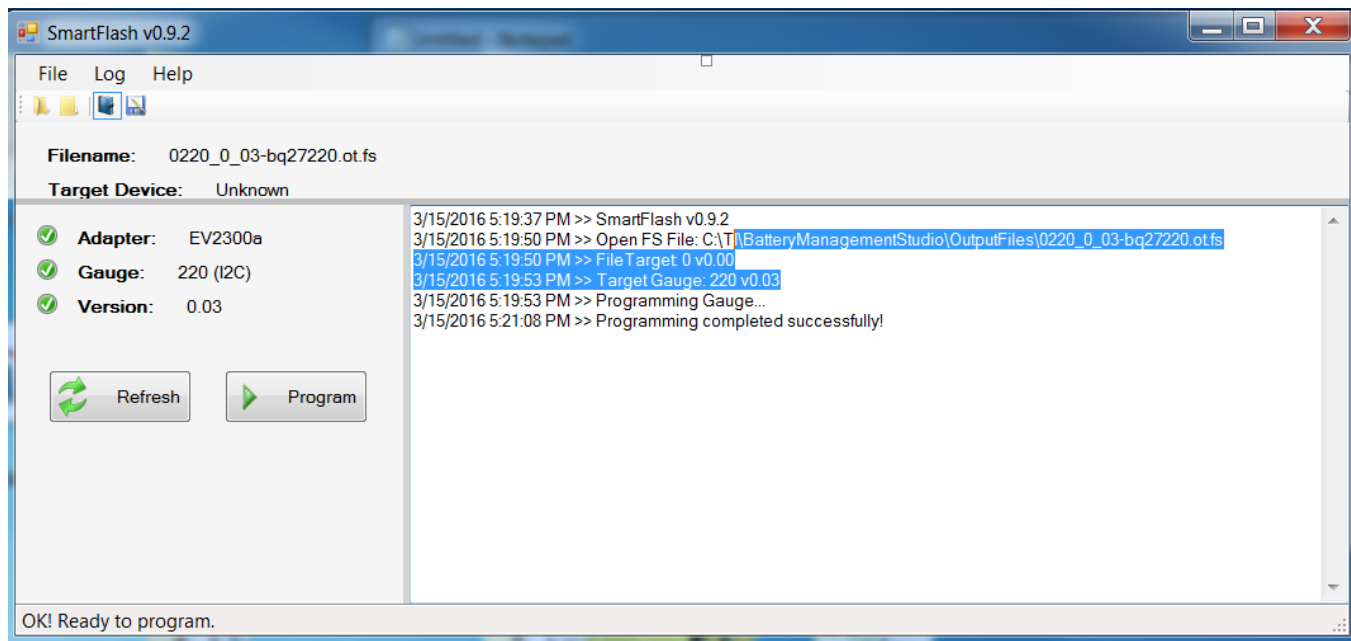 SmartFlash v0.9.2
File Log Help
Filename: 0220_0_03-bq27220.ot.fs
Target Device: Unknown
Adapter: EV2300a
Gauge: 220 (I2C)
Version: 0.03
Refresh
Program
3/15/2016 5:19:37 PM >> SmartFlash v0.9.2
3/15/2016 5:19:50 PM >> Open FS File: C:\TI\BatteryManagementStudio\OutputFiles\0220_0_03-bq27220.ot.fs
3/15/2016 5:19:50 PM >> File Target: 0 v0.00
3/15/2016 5:19:53 PM >> Target Gauge: 220 v0.03
3/15/2016 5:19:53 PM >> Programming Gauge...
3/15/2016 5:21:08 PM >> Programming completed successfully!
OK! Ready to program.